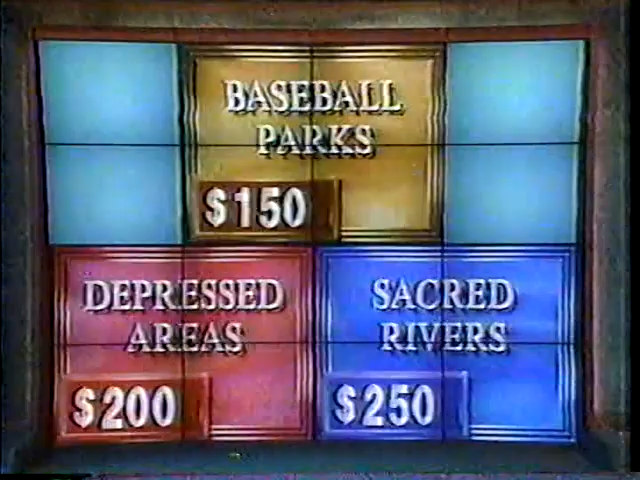 BASEBALL
PARKS
$150
DEPRESSED
AREAS
$200
SACRED
RIVERS
$250